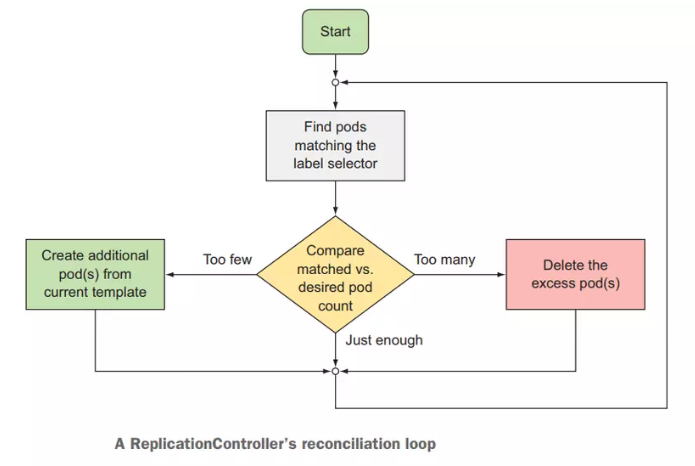 Start
Find pods
matching the
label selector
Create additional
pod(s) from
current template
Too few
Compare
matched vs.
desired pod
count
Too many
Delete the
excess pod(s)
Just enough
A ReplicationController's reconciliation loop